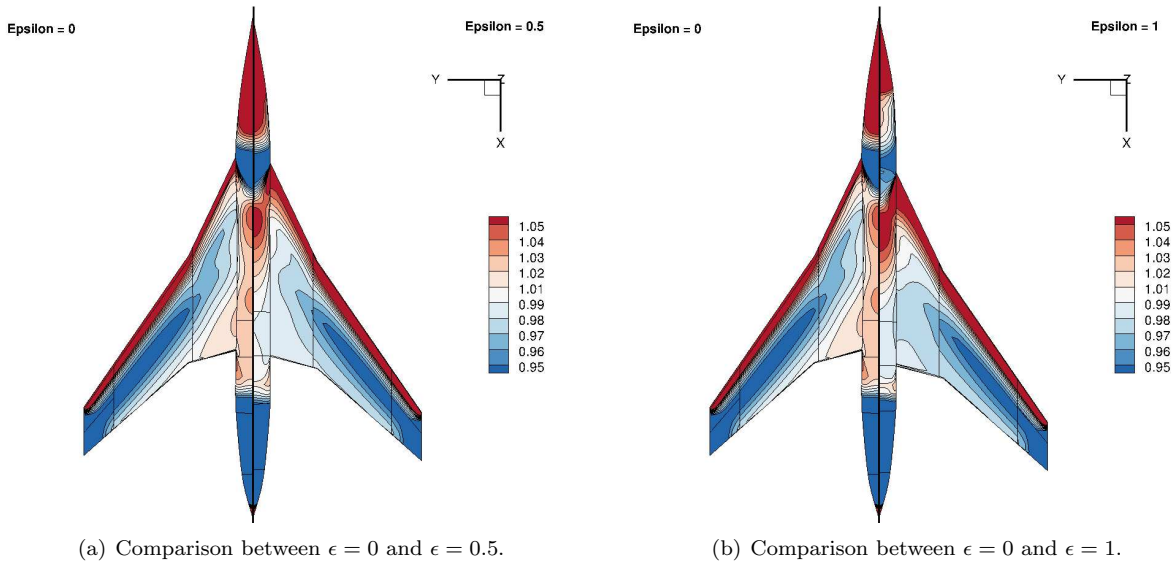 Epsilon = 0
Epsilon = 0.5
Y
Z
X
1.05
1.04
1.03
1.02
1.01
0.99
0.98
0.97
0.96
0.95
(a) Comparison between ϵ = 0 and ϵ = 0.5.
Epsilon = 0
Epsilon = 1
Y
Z
X
1.05
1.04
1.03
1.02
1.01
0.99
0.98
0.97
0.96
0.95
(b) Comparison between ϵ = 0 and ϵ = 1.